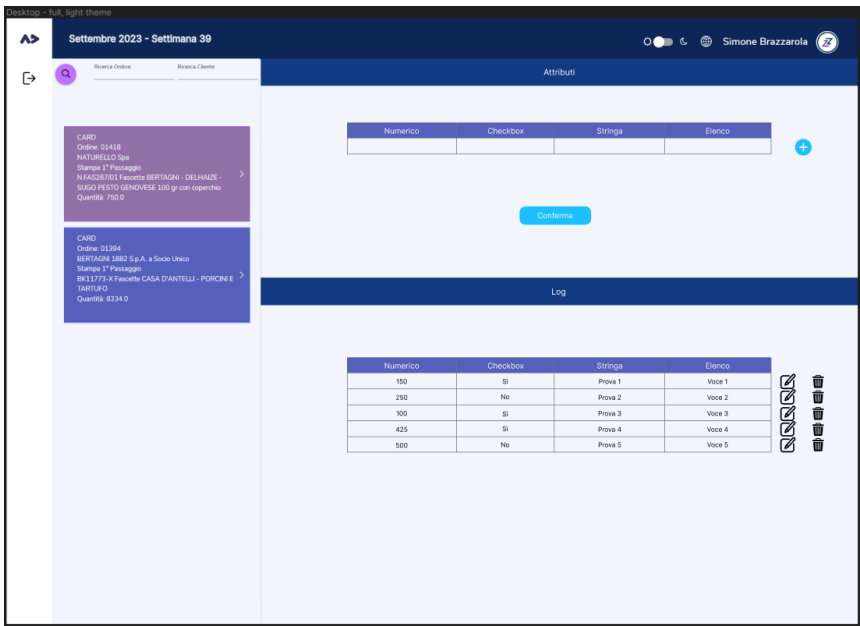 Desktop - full, light theme
Settembre 2023 - Settimana 39
Simone Brazzarola
Ricerca Ordine
Ricerca Cliente
CARD
Ordine: 01418
NATURELLO Spa
Stampa 1° Passaggio
N.FAS267/01 Fascette BERTAGNI - DELHAIZE -
SUGO PESTO GENOVESE 100 gr con coperchio
Quantità: 750.0
CARD
Ordine: 01394
BERTAGNI 1882 S.p.A. a Socio Unico
Stampa 1° Passaggio
BK11773-X Fascette CASA D'ANTELLI - PORCINI E
TARTUFO
Quantità: 8334.0
Attributi
Numerico Checkbox Stringa Elenco
Conferma
Log
Numerico Checkbox Stringa Elenco
150 Sì Prova 1 Voce 1
250 No Prova 2 Voce 2
100 Sì Prova 3 Voce 3
425 Sì Prova 4 Voce 4
500 No Prova 5 Voce 5